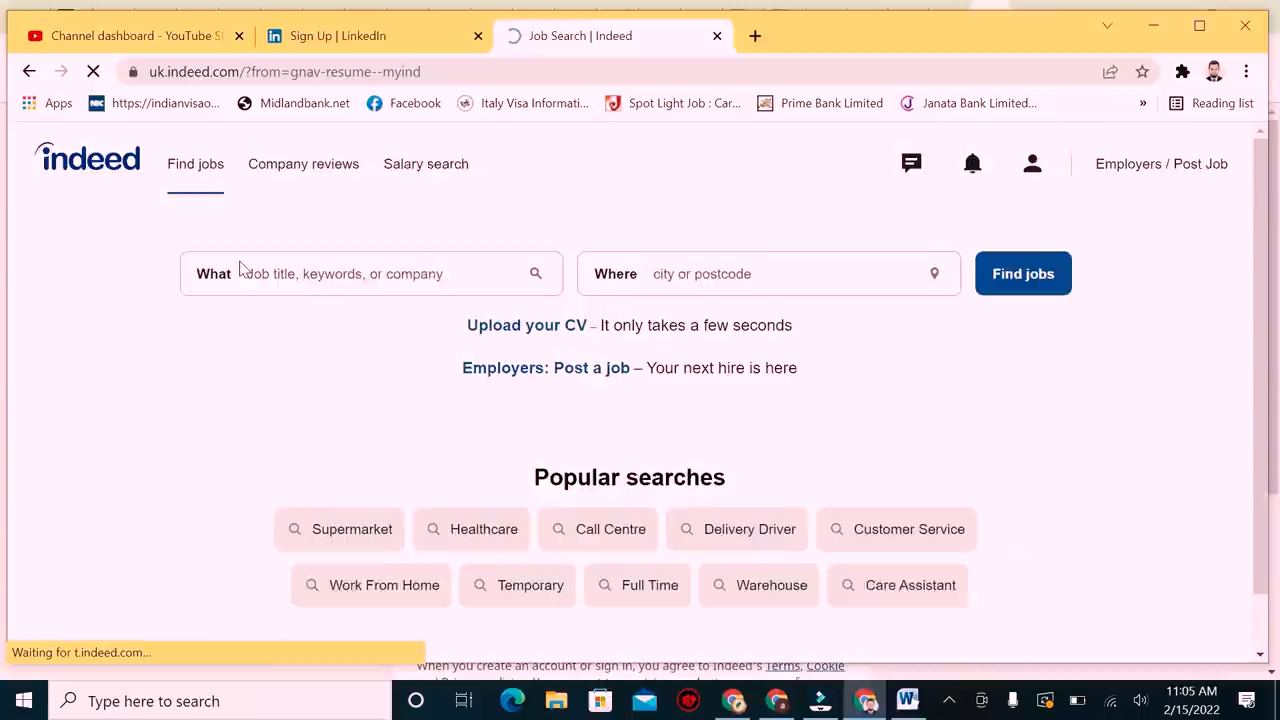 Channel dashboard - YouTube S
Sign Up | LinkedIn
Job Search | Indeed
uk.indeed.com/?from=gnav-resume--myind
Apps
https://indianvisao...
Midlandbank.net
Facebook
Italy Visa Informati...
Spot Light Job : Car...
Prime Bank Limited
Janata Bank Limited...
»
Reading list
indeed
Find jobs
Company reviews
Salary search
Employers / Post Job
What
Job title, keywords, or company
Where
city or postcode
Find jobs
Upload your CV – It only takes a few seconds
Employers: Post a job – Your next hire is here
Popular searches
Supermarket
Healthcare
Call Centre
Delivery Driver
Customer Service
Work From Home
Temporary
Full Time
Warehouse
Care Assistant
Waiting for t.indeed.com...
When you create an account or sign in, you agree to Indeed's Terms, Cookie
Type here to search
11:05 AM
2/15/2022